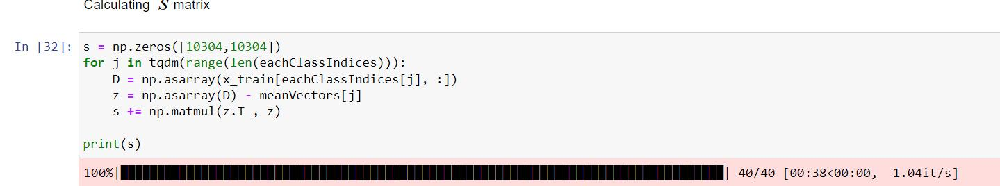 Calculating S matrix
In [32]: s = np.zeros([10304,10304])
for j in tqdm(range(len(eachClassIndices))):
    D = np.asarray(x_train[eachClassIndices[j], :])
    z = np.asarray(D) - meanVectors[j]
    s += np.matmul(z.T , z)
print(s)
100%| | 40/40 [00:38<00:00, 1.04it/s]